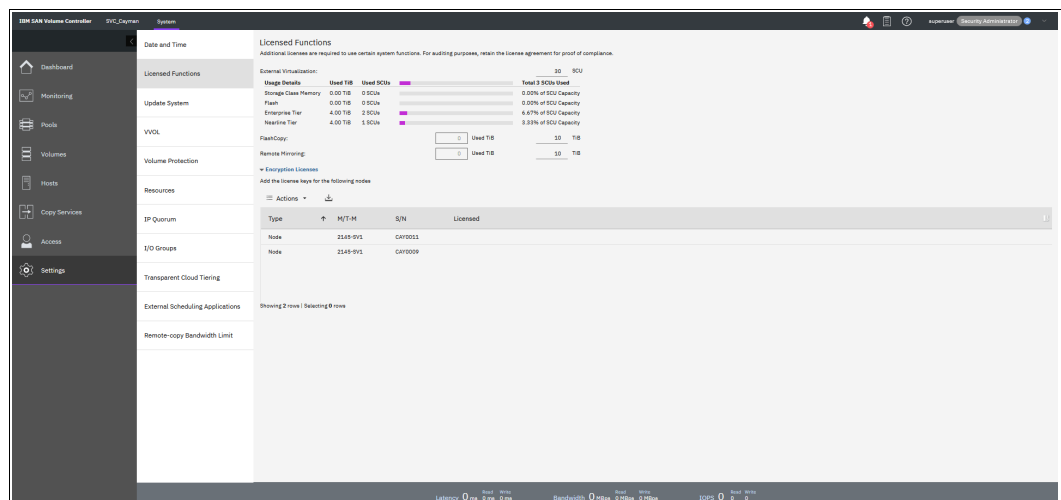 IBM SAN Volume Controller SVC_Cayman System superuser Security Administrator 2
Date and Time
Licensed Functions
Update System
VVOL
Volume Protection
Resources
IP Quorum
I/O Groups
Transparent Cloud Tiering
External Scheduling Applications
Remote-copy Bandwidth Limit
Dashboard
Monitoring
Pools
Volumes
Hosts
Copy Services
Access
Settings
Licensed Functions
Additional licenses are required to use certain system functions. For auditing purposes, retain the license agreement for proof of compliance.
External Virtualization: 30 SCU
Usage Details Used TiB Used SCUs Total 3 SCUs Used
Storage Class Memory 0.00 TiB 0 SCUs 0.00% of SCU Capacity
Flash 0.00 TiB 0 SCUs 0.00% of SCU Capacity
Enterprise Tier 4.00 TiB 2 SCUs 6.67% of SCU Capacity
Nearline Tier 4.00 TiB 1 SCUs 3.33% of SCU Capacity
FlashCopy: 0 Used TiB 10 TiB
Remote Mirroring: 0 Used TiB 10 TiB
Encryption Licenses
Add the license keys for the following nodes
Actions
Type M/T-M S/N Licensed
Node 2145-SV1 CAY0011
Node 2145-SV1 CAY0009
Showing 2 rows | Selecting 0 rows
Latency 0 ms Read 0 ms Write 0 ms Bandwidth 0 MBps Read 0 MBps Write 0 MBps IOPS 0 Read 0 Write 0